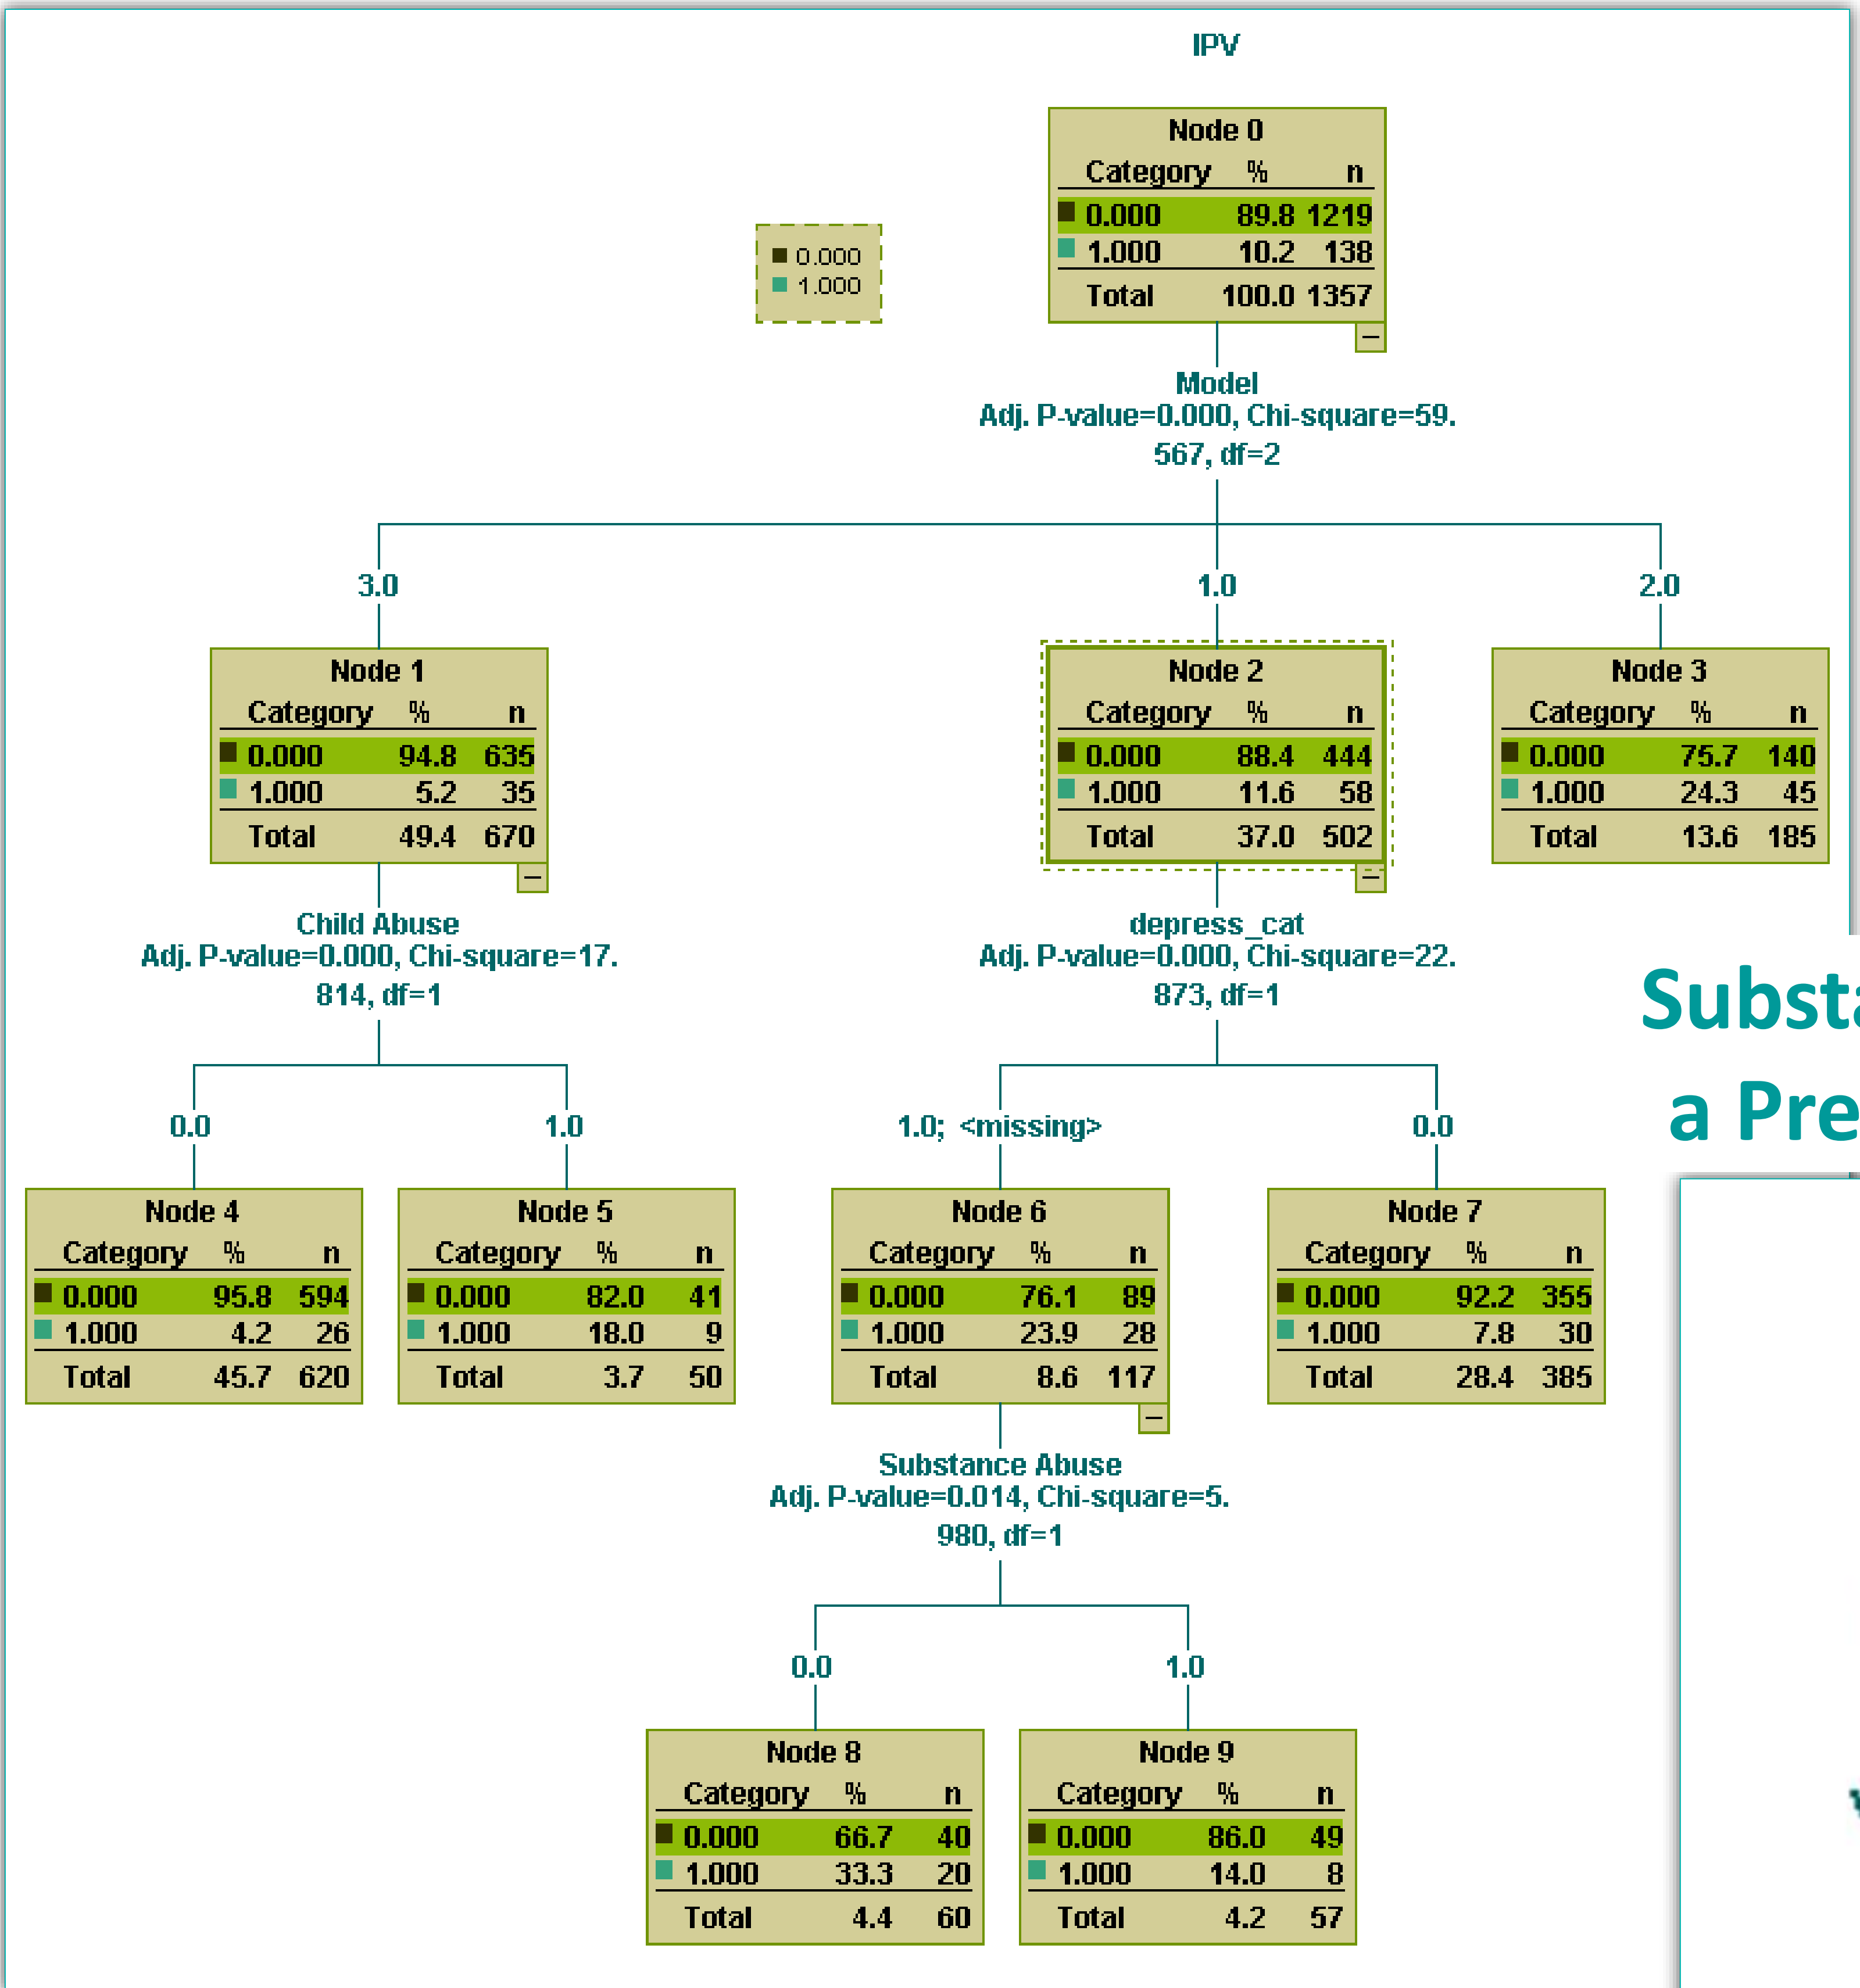 IPV
Node 0
Category % n
0.000 89.8 1219
1.000 10.2 138
Total 100.0 1357
0.000
1.000
Model
Adj. P-value=0.000, Chi-square=59.
567, df=2
3.0
1.0
2.0
Node 1
Category % n
0.000 94.8 635
1.000 5.2 35
Total 49.4 670
Node 2
Category % n
0.000 88.4 444
1.000 11.6 58
Total 37.0 502
Node 3
Category % n
0.000 75.7 140
1.000 24.3 45
Total 13.6 185
Child Abuse
Adj. P-value=0.000, Chi-square=17.
814, df=1
depress_cat
Adj. P-value=0.000, Chi-square=22.
873, df=1
Substa
a Pre
0.0
1.0
1.0; <missing>
0.0
Node 4
Category % n
0.000 95.8 594
1.000 4.2 26
Total 45.7 620
Node 5
Category % n
0.000 82.0 41
1.000 18.0 9
Total 3.7 50
Node 6
Category % n
0.000 76.1 89
1.000 23.9 28
Total 8.6 117
Node 7
Category % n
0.000 92.2 355
1.000 7.8 30
Total 28.4 385
Substance Abuse
Adj. P-value=0.014, Chi-square=5.
980, df=1
0.0
1.0
Node 8
Category % n
0.000 66.7 40
1.000 33.3 20
Total 4.4 60
Node 9
Category % n
0.000 86.0 49
1.000 14.0 8
Total 4.2 57